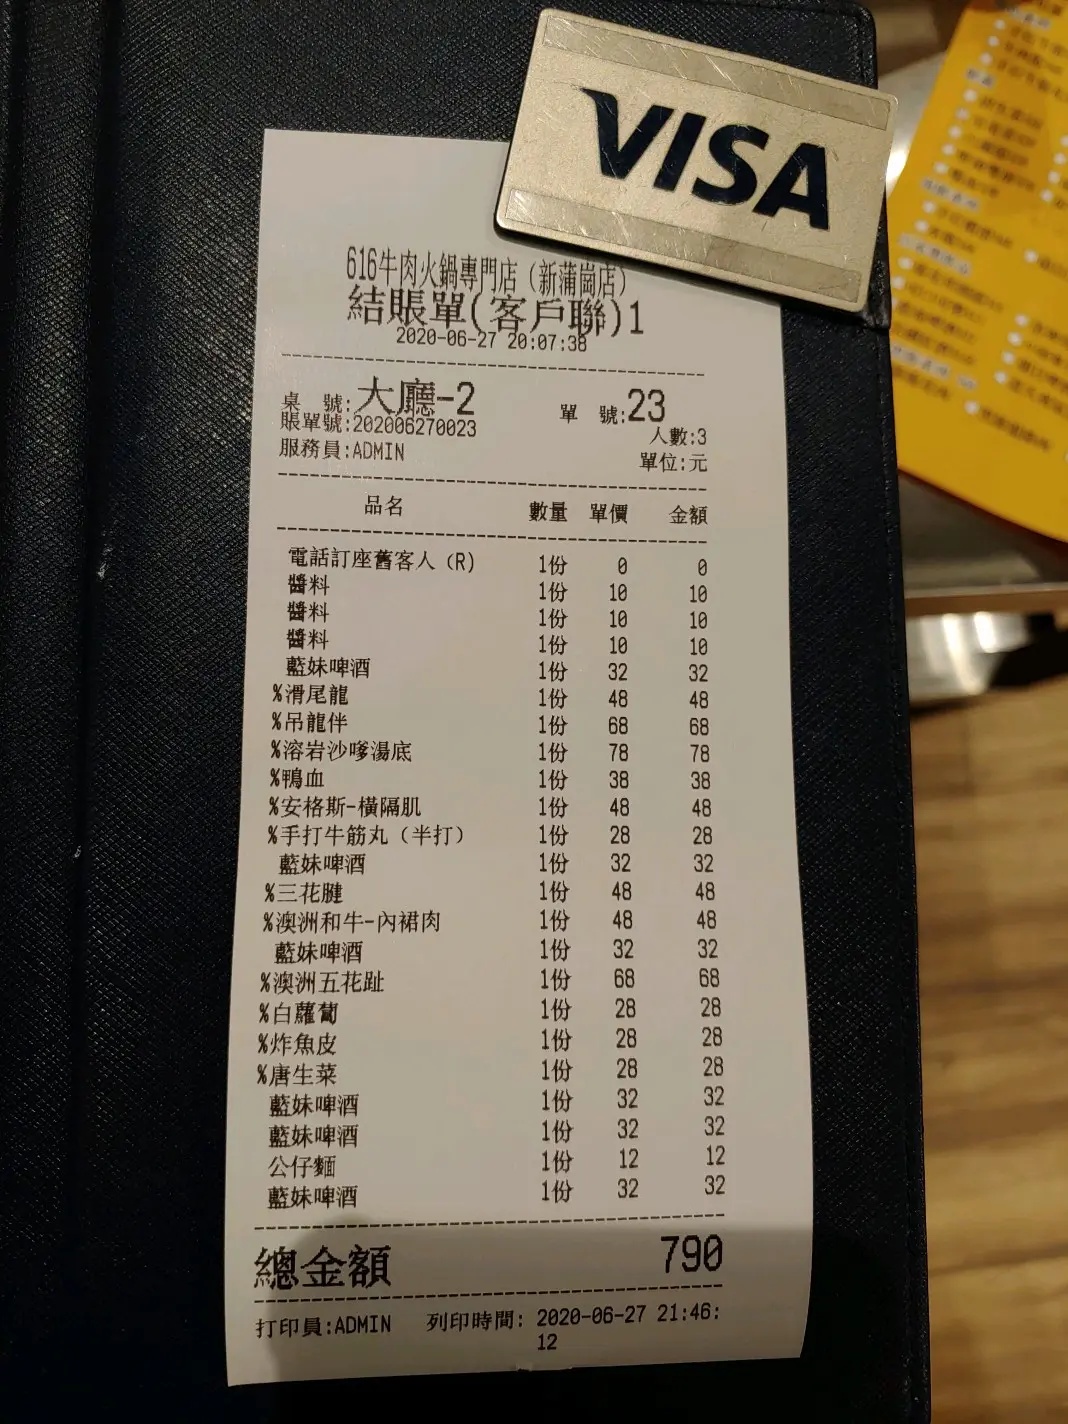 VISA
616牛肉火鍋專門店（新蒲崗店）
結賬單(客戶聯)1
2020-06-27 20:07:38
桌 號:大廳-2 單 號:23
賬單號:202006270023 人數:3
服務員:ADMIN 單位:元
品名 數量 單價 金額
電話訂座舊客人（R） 1份 0 0
醬料 1份 10 10
醬料 1份 10 10
醬料 1份 10 10
藍妹啤酒 1份 32 32
%滑尾龍 1份 48 48
%吊龍伴 1份 68 68
%溶岩沙嗲湯底 1份 78 78
%鴨血 1份 38 38
%安格斯-橫隔肌 1份 48 48
%手打牛筋丸（半打） 1份 28 28
藍妹啤酒 1份 32 32
%三花腱 1份 48 48
%澳洲和牛-內裙肉 1份 48 48
藍妹啤酒 1份 32 32
%澳洲五花趾 1份 68 68
%白蘿蔔 1份 28 28
%炸魚皮 1份 28 28
%唐生菜 1份 28 28
藍妹啤酒 1份 32 32
藍妹啤酒 1份 32 32
公仔麵 1份 12 12
藍妹啤酒 1份 32 32
總金額 790
打印員:ADMIN 列印時間: 2020-06-27 21:46:
12